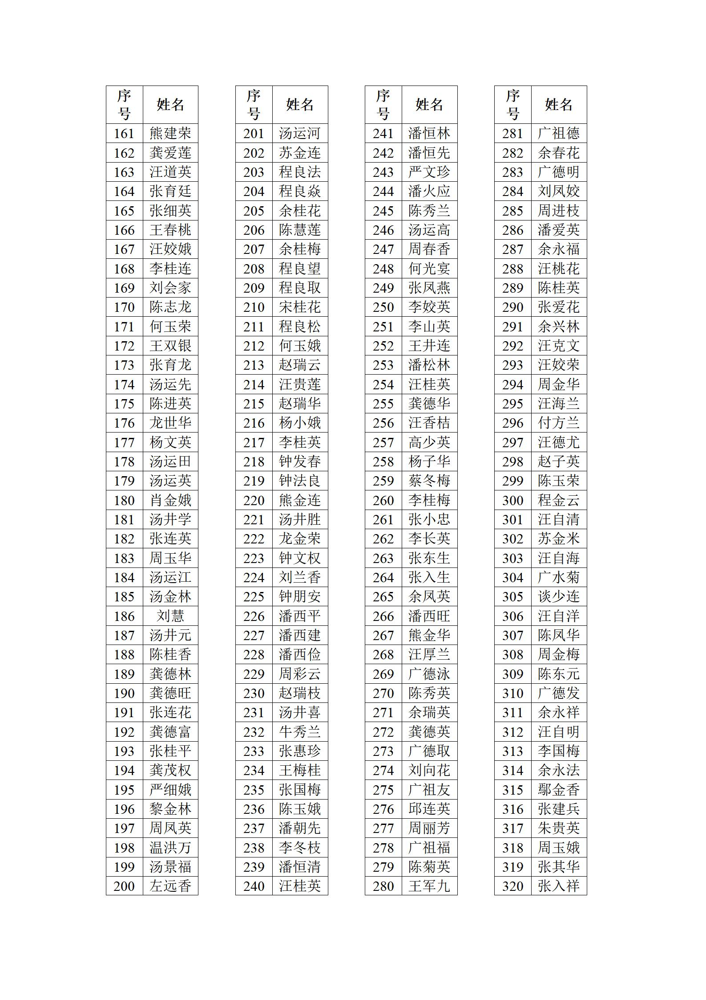 序号 姓名
161 熊建荣
162 龚爱莲
163 汪道英
164 张育廷
165 张细英
166 王春桃
167 汪姣娥
168 李桂连
169 刘会家
170 陈志龙
171 何玉荣
172 王双银
173 张育龙
174 汤运先
175 陈进英
176 龙世华
177 杨文英
178 汤运田
179 汤运英
180 肖金娥
181 汤井学
182 张连英
183 周玉华
184 汤运江
185 汤金林
186 刘慧
187 汤井元
188 陈桂香
189 龚德林
190 龚德旺
191 张连花
192 龚德富
193 张桂平
194 龚茂权
195 严细娥
196 黎金林
197 周凤英
198 温洪万
199 汤景福
200 左远香
序号 姓名
201 汤运河
202 苏金连
203 程良法
204 程良焱
205 余桂花
206 陈慧莲
207 余桂梅
208 程良望
209 程良取
210 宋桂花
211 程良松
212 何玉娥
213 赵瑞云
214 汪贵莲
215 赵瑞华
216 杨小娥
217 李桂英
218 钟发春
219 钟法良
220 熊金连
221 汤井胜
222 龙金荣
223 钟文权
224 刘兰香
225 钟朋安
226 潘西平
227 潘西建
228 潘西俭
229 周彩云
230 赵瑞枝
231 汤井喜
232 牛秀兰
233 张惠珍
234 王梅桂
235 张国梅
236 陈玉娥
237 潘朝先
238 李冬枝
239 潘恒清
240 汪桂英
序号 姓名
241 潘恒林
242 潘恒先
243 严文珍
244 潘火应
245 陈秀兰
246 汤运高
247 周春香
248 何光宴
249 张凤燕
250 李姣英
251 李山英
252 王井连
253 潘松林
254 汪桂英
255 龚德华
256 汪香桔
257 高少英
258 杨子华
259 蔡冬梅
260 李桂梅
261 张小忠
262 李长英
263 张东生
264 张入生
265 余凤英
266 潘西旺
267 熊金华
268 汪厚兰
269 广德泳
270 陈秀英
271 余瑞英
272 龚德英
273 广德取
274 刘向花
275 广祖友
276 邱连英
277 周丽芳
278 广祖福
279 陈菊英
280 王军九
序号 姓名
281 广祖德
282 余春花
283 广德明
284 刘凤姣
285 周进枝
286 潘爱英
287 余永福
288 汪桃花
289 陈桂英
290 张爱花
291 余兴林
292 汪克文
293 汪姣荣
294 周金华
295 汪海兰
296 付方兰
297 汪德尤
298 赵子英
299 陈玉荣
300 程金云
301 汪自清
302 苏金米
303 汪自海
304 广水菊
305 谈少连
306 汪自洋
307 陈凤华
308 周金梅
309 陈东元
310 广德发
311 余永祥
312 汪自明
313 李国梅
314 余永法
315 鄢金香
316 张建兵
317 朱贵英
318 周玉娥
319 张其华
320 张入祥